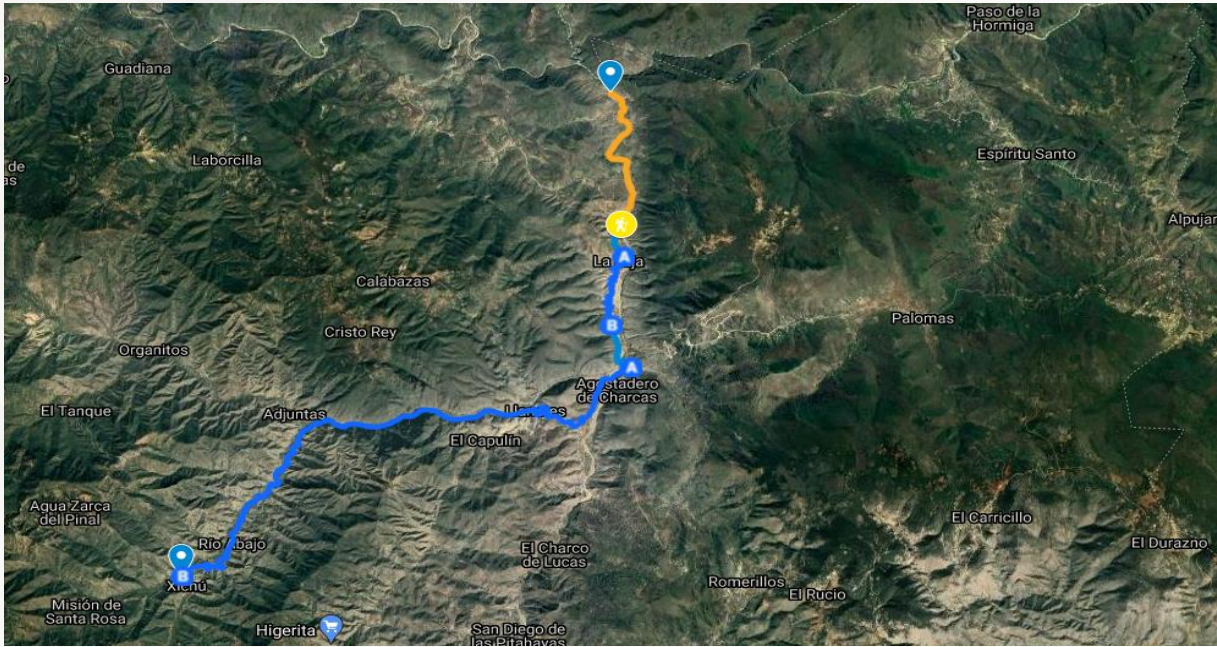 Paso de la
Hormiga
Guadiana
Laborcilla
Espíritu Santo
de
as
Alpujar
A
Calabazas
Cristo Rey
B
Palomas
Organitos
A
Agostadero
de Charcas
El Tanque
Adjuntas
El Capulín
Agua Zarca
del Pinal
El Carricillo
Río Abajo
El Charco
de Lucas
El Durazno
B
Xichú
Romerillos
El Rucio
Misión de
Santa Rosa
Higerita
San Diego de
las Pitahayas